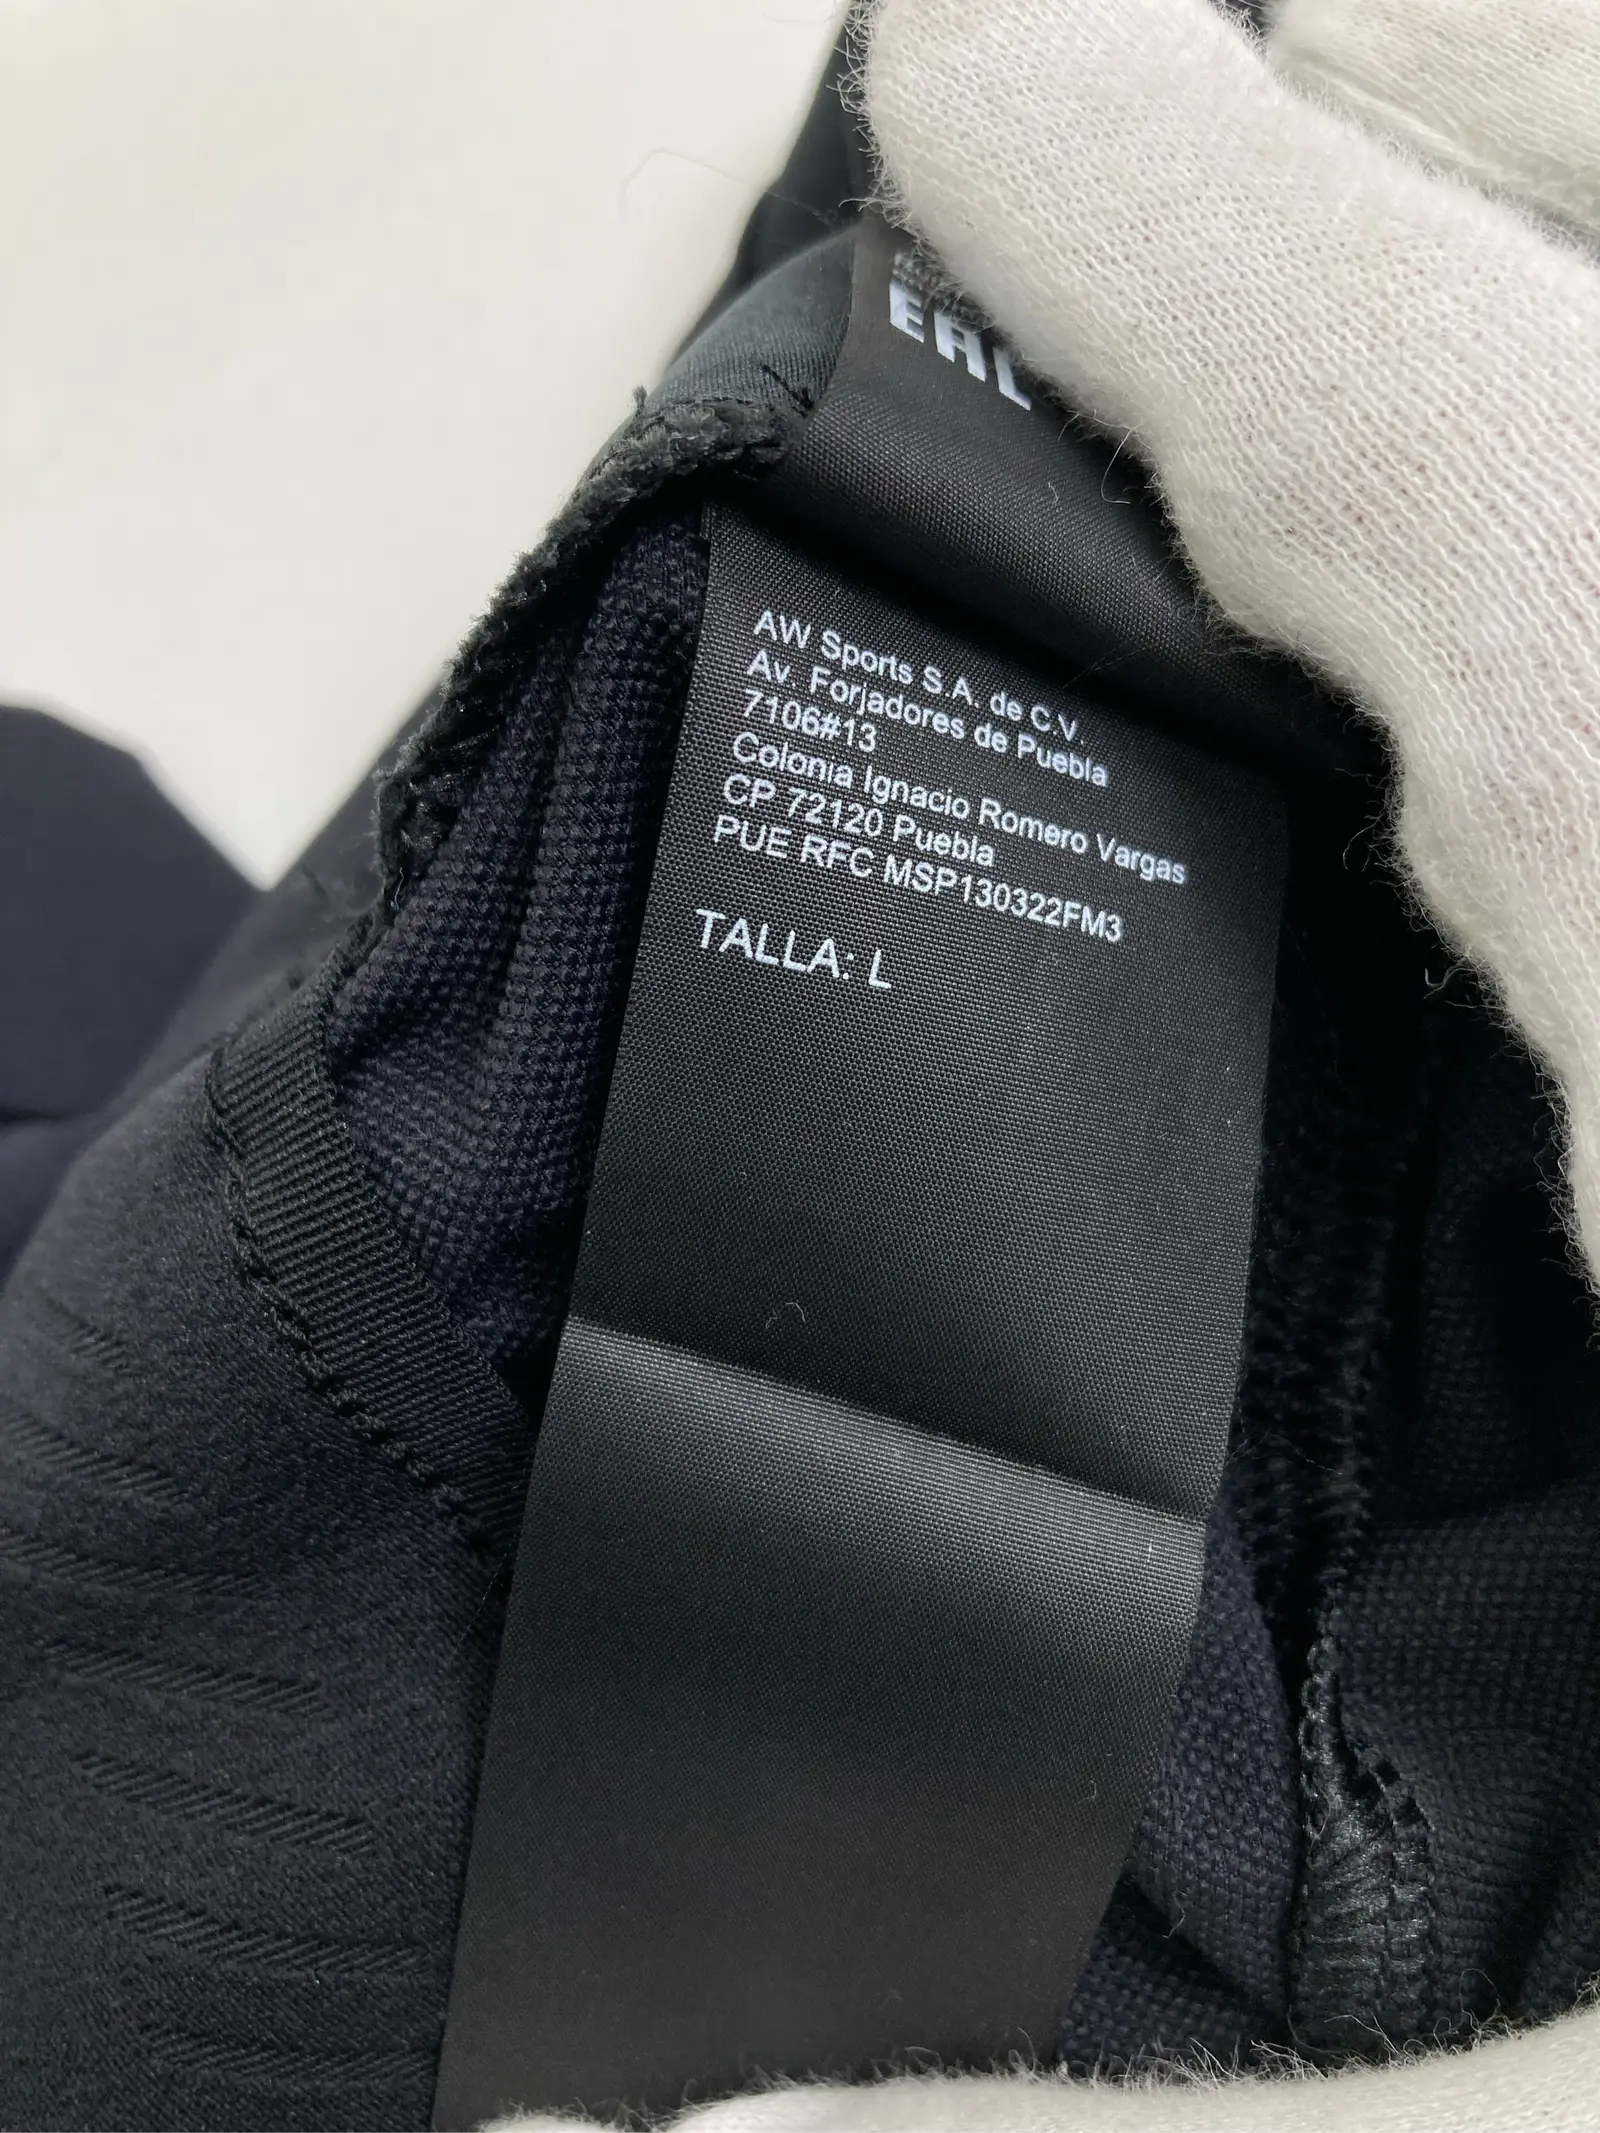 AW Sports S.A. de C.V.
Av. Forjadores de Puebla
7106#13
Colonia Ignacio Romero Vargas
CP 72120 Puebla
PUE RFC MSP130322FM3
TALLA: L